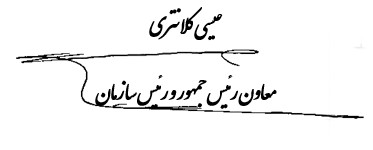 عیسی کلانتری
معاون رئیس جمهور و رئیس سازمان